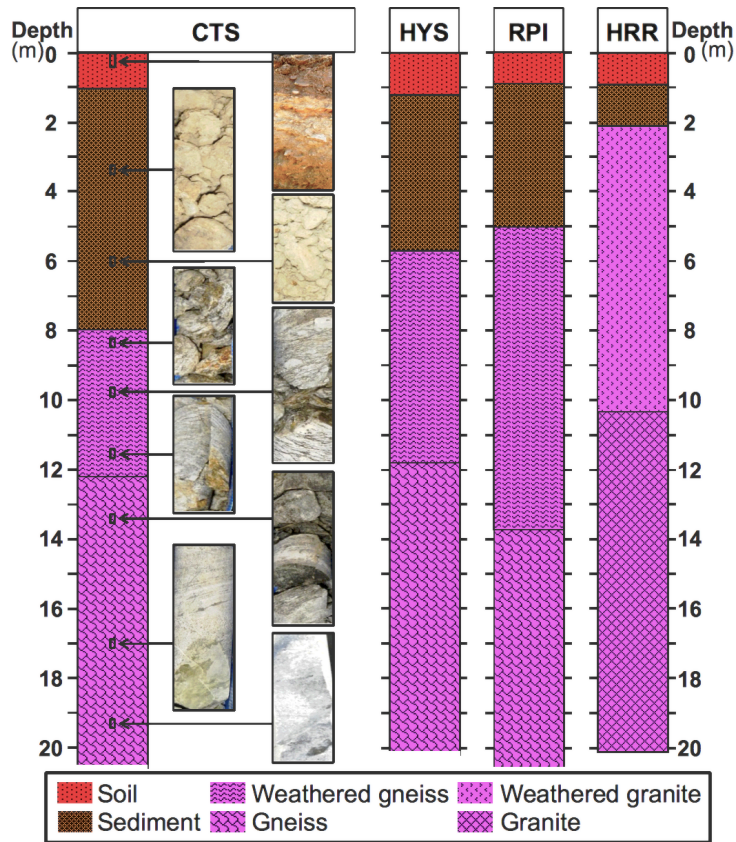 Depth
(m)
CTS
HYS
RPI
HRR
Depth
(m)
0
2
4
6
8
10
12
14
16
18
20
0
2
4
6
8
10
12
14
16
18
20
Soil
Weathered gneiss
Weathered granite
Sediment
Gneiss
Granite